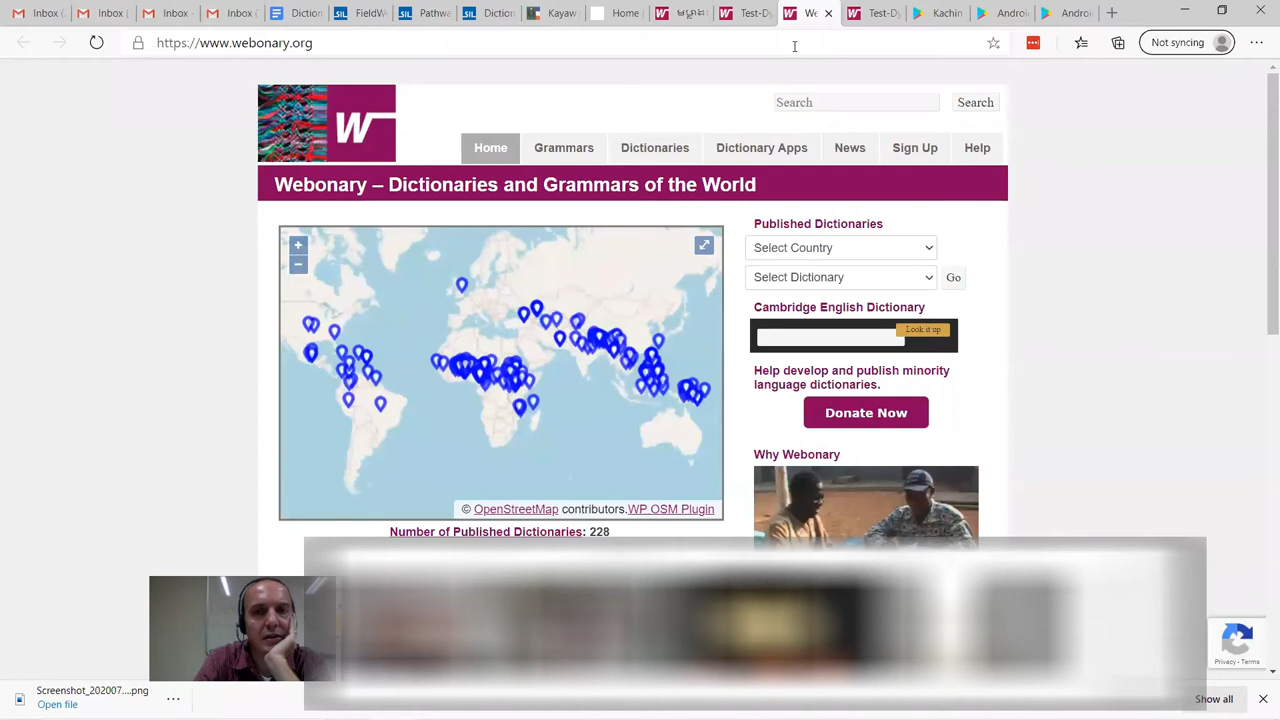 Inbox (
Inbox (
Inbox -
Inbox (
Diction
FieldW
Pathwa
Diction
Kayaw
Home |
Test-Dy
We
Test-Dy
Kachin
Androi
Androi
https://www.webonary.org
Not syncing
Search
Search
W
Home
Grammars
Dictionaries
Dictionary Apps
News
Sign Up
Help
Webonary – Dictionaries and Grammars of the World
Published Dictionaries
Select Country
Select Dictionary
Go
Cambridge English Dictionary
Look it up
Help develop and publish minority
language dictionaries.
Donate Now
Why Webonary
© OpenStreetMap contributors.WP OSM Plugin
Number of Published Dictionaries: 228
Privacy - Terms
Screenshot_202007....png
Open file
Show all